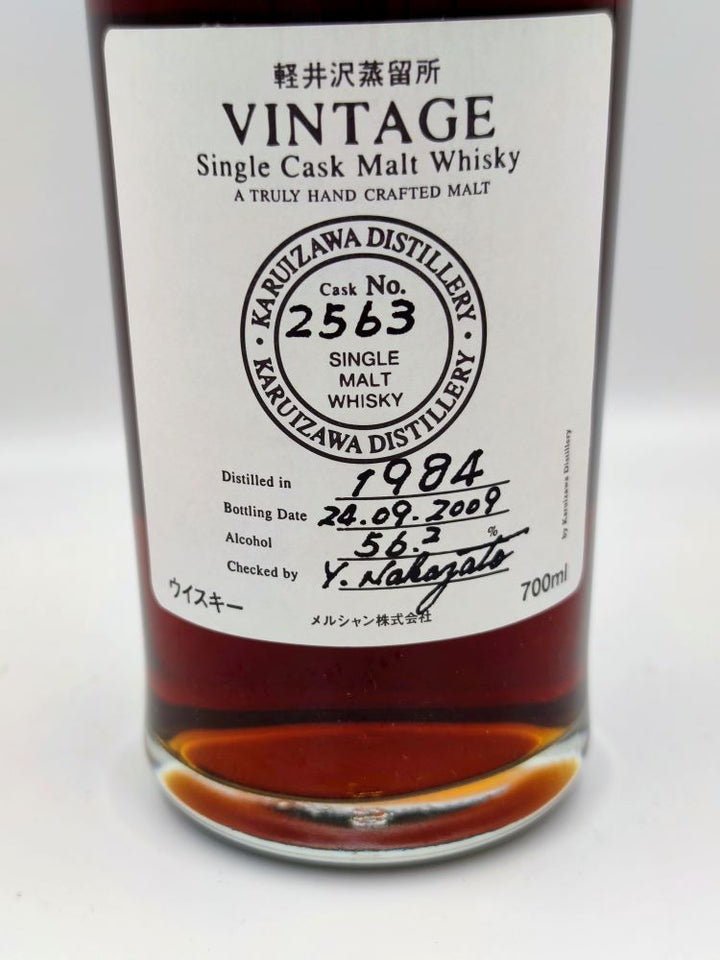 軽井沢蒸留所
VINTAGE
Single Cask Malt Whisky
A TRULY HAND CRAFTED MALT
KARUIZAWA DISTILLERY
Cask No.
2563
SINGLE
MALT
WHISKY
KARUIZAWA DISTILLERY
Distilled in 1984
Bottling Date 24.09.2009
Alcohol 56.2 %
Checked by Y. Nakazato
by Karuizawa Distillery
ウイスキー
700ml
メルシャン株式会社